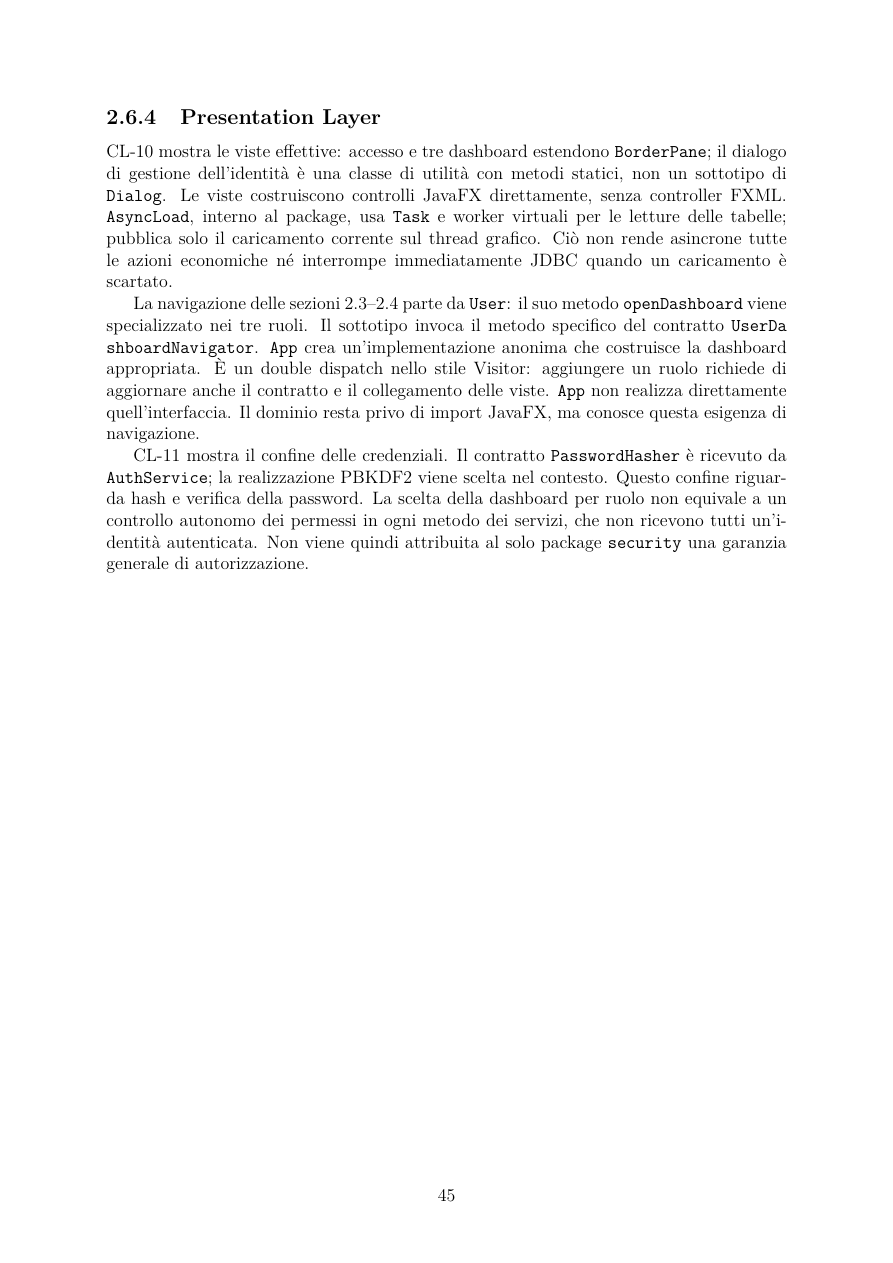 2.6.4 Presentation Layer
CL-10 mostra le viste effettive: accesso e tre dashboard estendono BorderPane; il dialogo
di gestione dell'identità è una classe di utilità con metodi statici, non un sottotipo di
Dialog. Le viste costruiscono controlli JavaFX direttamente, senza controller FXML.
AsyncLoad, interno al package, usa Task e worker virtuali per le letture delle tabelle;
pubblica solo il caricamento corrente sul thread grafico. Ciò non rende asincrone tutte
le azioni economiche né interrompe immediatamente JDBC quando un caricamento è
scartato.
La navigazione delle sezioni 2.3–2.4 parte da User: il suo metodo openDashboard viene
specializzato nei tre ruoli. Il sottotipo invoca il metodo specifico del contratto UserDa
shboardNavigator. App crea un'implementazione anonima che costruisce la dashboard
appropriata. È un double dispatch nello stile Visitor: aggiungere un ruolo richiede di
aggiornare anche il contratto e il collegamento delle viste. App non realizza direttamente
quell'interfaccia. Il dominio resta privo di import JavaFX, ma conosce questa esigenza di
navigazione.
CL-11 mostra il confine delle credenziali. Il contratto PasswordHasher è ricevuto da
AuthService; la realizzazione PBKDF2 viene scelta nel contesto. Questo confine riguar-
da hash e verifica della password. La scelta della dashboard per ruolo non equivale a un
controllo autonomo dei permessi in ogni metodo dei servizi, che non ricevono tutti un'i-
dentità autenticata. Non viene quindi attribuita al solo package security una garanzia
generale di autorizzazione.
45